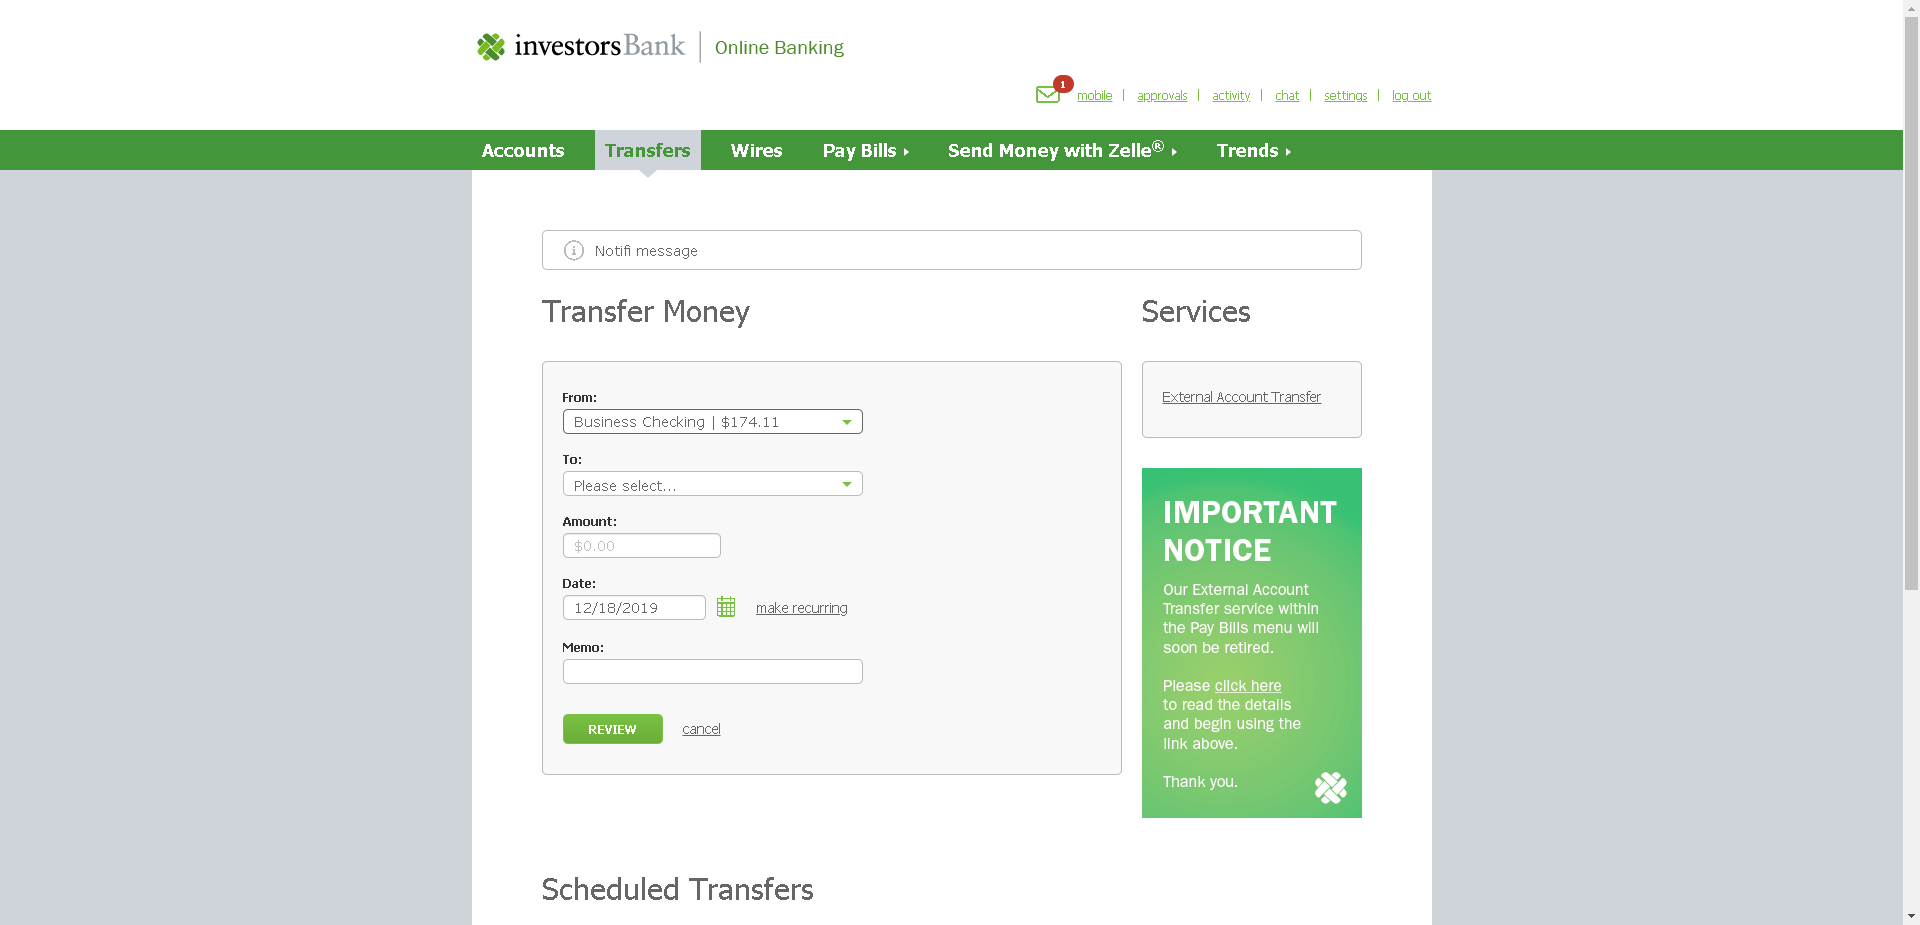 investorsBank Online Banking
1
mobile approvals activity chat settings log out
Accounts Transfers Wires Pay Bills Send Money with Zelle® Trends
Notifi message
Transfer Money
From:
Business Checking | $174.11
To:
Please select...
Amount:
$0.00
Date:
12/18/2019 make recurring
Memo:
REVIEW cancel
Services
External Account Transfer
IMPORTANT
NOTICE
Our External Account
Transfer service within
the Pay Bills menu will
soon be retired.
Please click here
to read the details
and begin using the
link above.
Thank you.
Scheduled Transfers